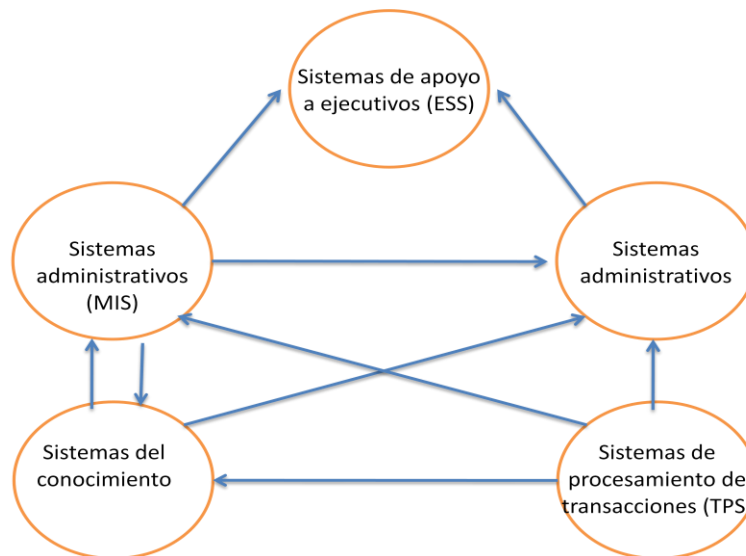 Sistemas de apoyo
a ejecutivos (ESS)
Sistemas
administrativos
(MIS)
Sistemas
administrativos
Sistemas del
conocimiento
Sistemas de
procesamiento de
transacciones (TPS